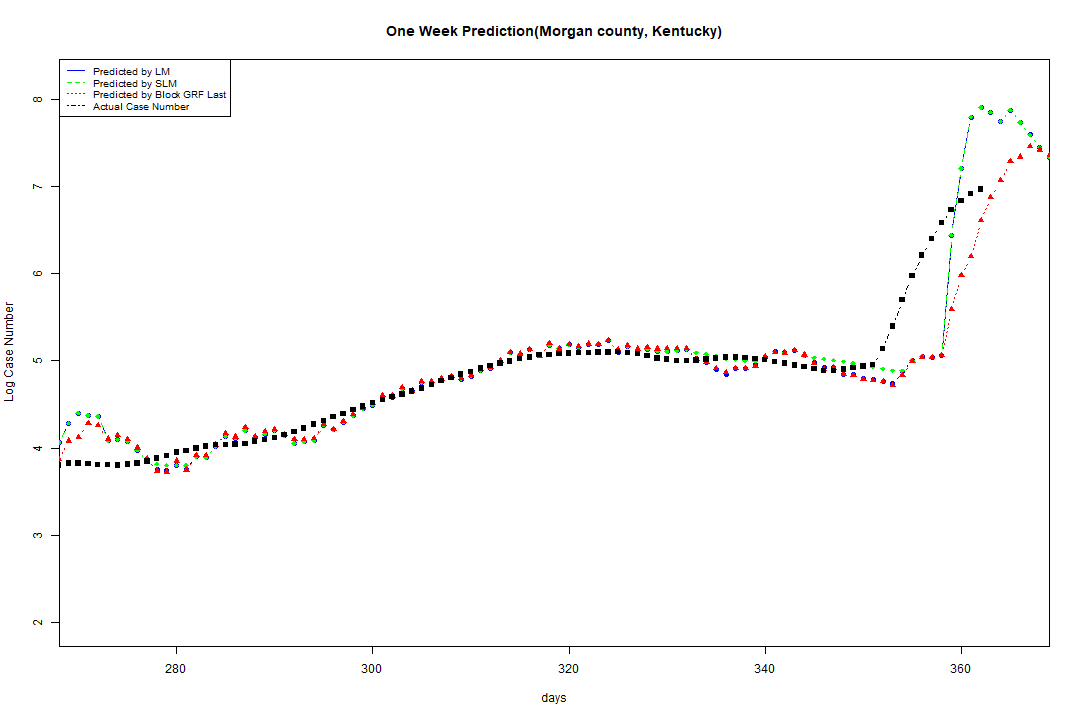 One Week Prediction(Morgan county, Kentucky)
Predicted by LM
Predicted by SLM
Predicted by Block GRF Last
Actual Case Number
8
7
6
5
4
3
2
Log Case Number
280 300 320 340 360
days